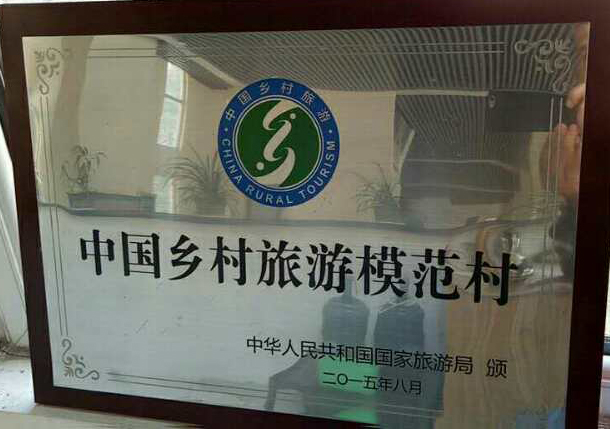 中国乡村旅游
CHINA RURAL TOURISM
中国乡村旅游模范村
中华人民共和国国家旅游局 颁
二〇一五年八月